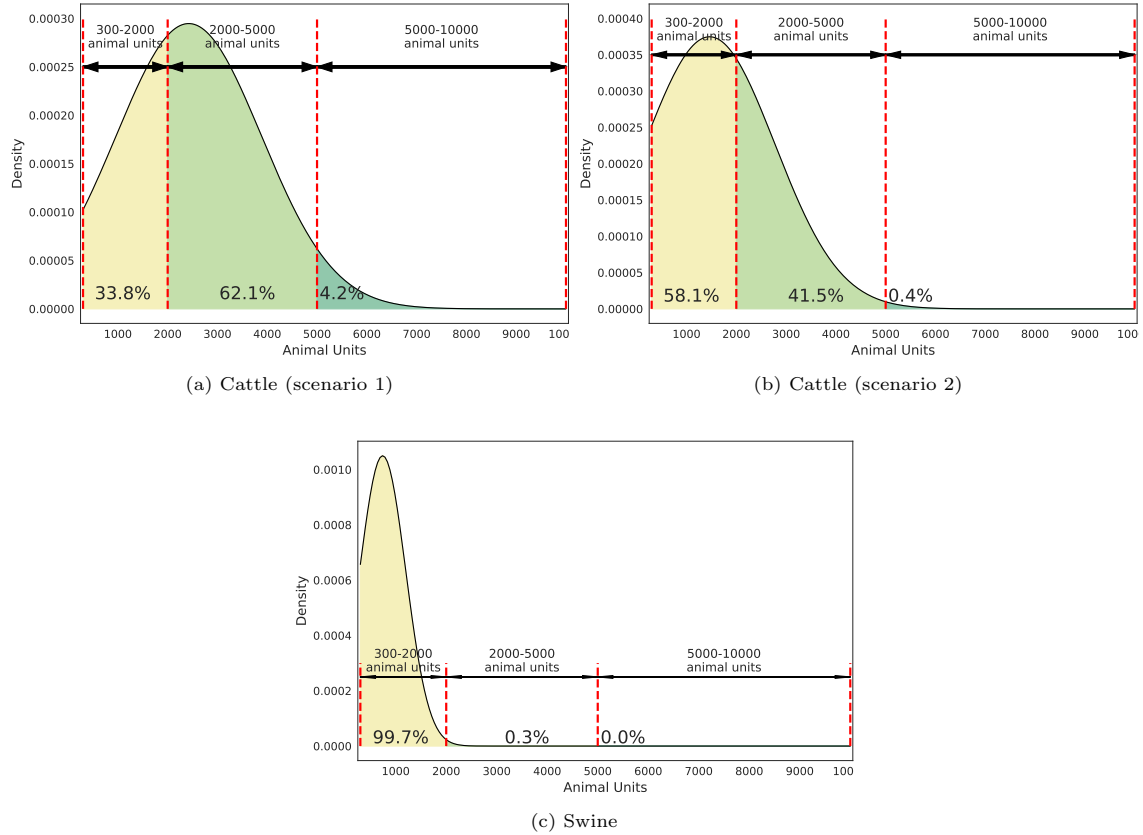 0.00030
0.00025
0.00020
0.00015
0.00010
0.00005
0.00000
Density
300-2000
animal units
2000-5000
animal units
5000-10000
animal units
33.8%
62.1%
4.2%
1000 2000 3000 4000 5000 6000 7000 8000 9000 100
Animal Units
(a) Cattle (scenario 1)
0.00040
0.00035
0.00030
0.00025
0.00020
0.00015
0.00010
0.00005
0.00000
Density
300-2000
animal units
2000-5000
animal units
5000-10000
animal units
58.1%
41.5%
0.4%
1000 2000 3000 4000 5000 6000 7000 8000 9000 100
Animal Units
(b) Cattle (scenario 2)
0.0010
0.0008
0.0006
0.0004
0.0002
0.0000
Density
300-2000
animal units
2000-5000
animal units
5000-10000
animal units
99.7%
0.3%
0.0%
1000 2000 3000 4000 5000 6000 7000 8000 9000 100
Animal Units
(c) Swine